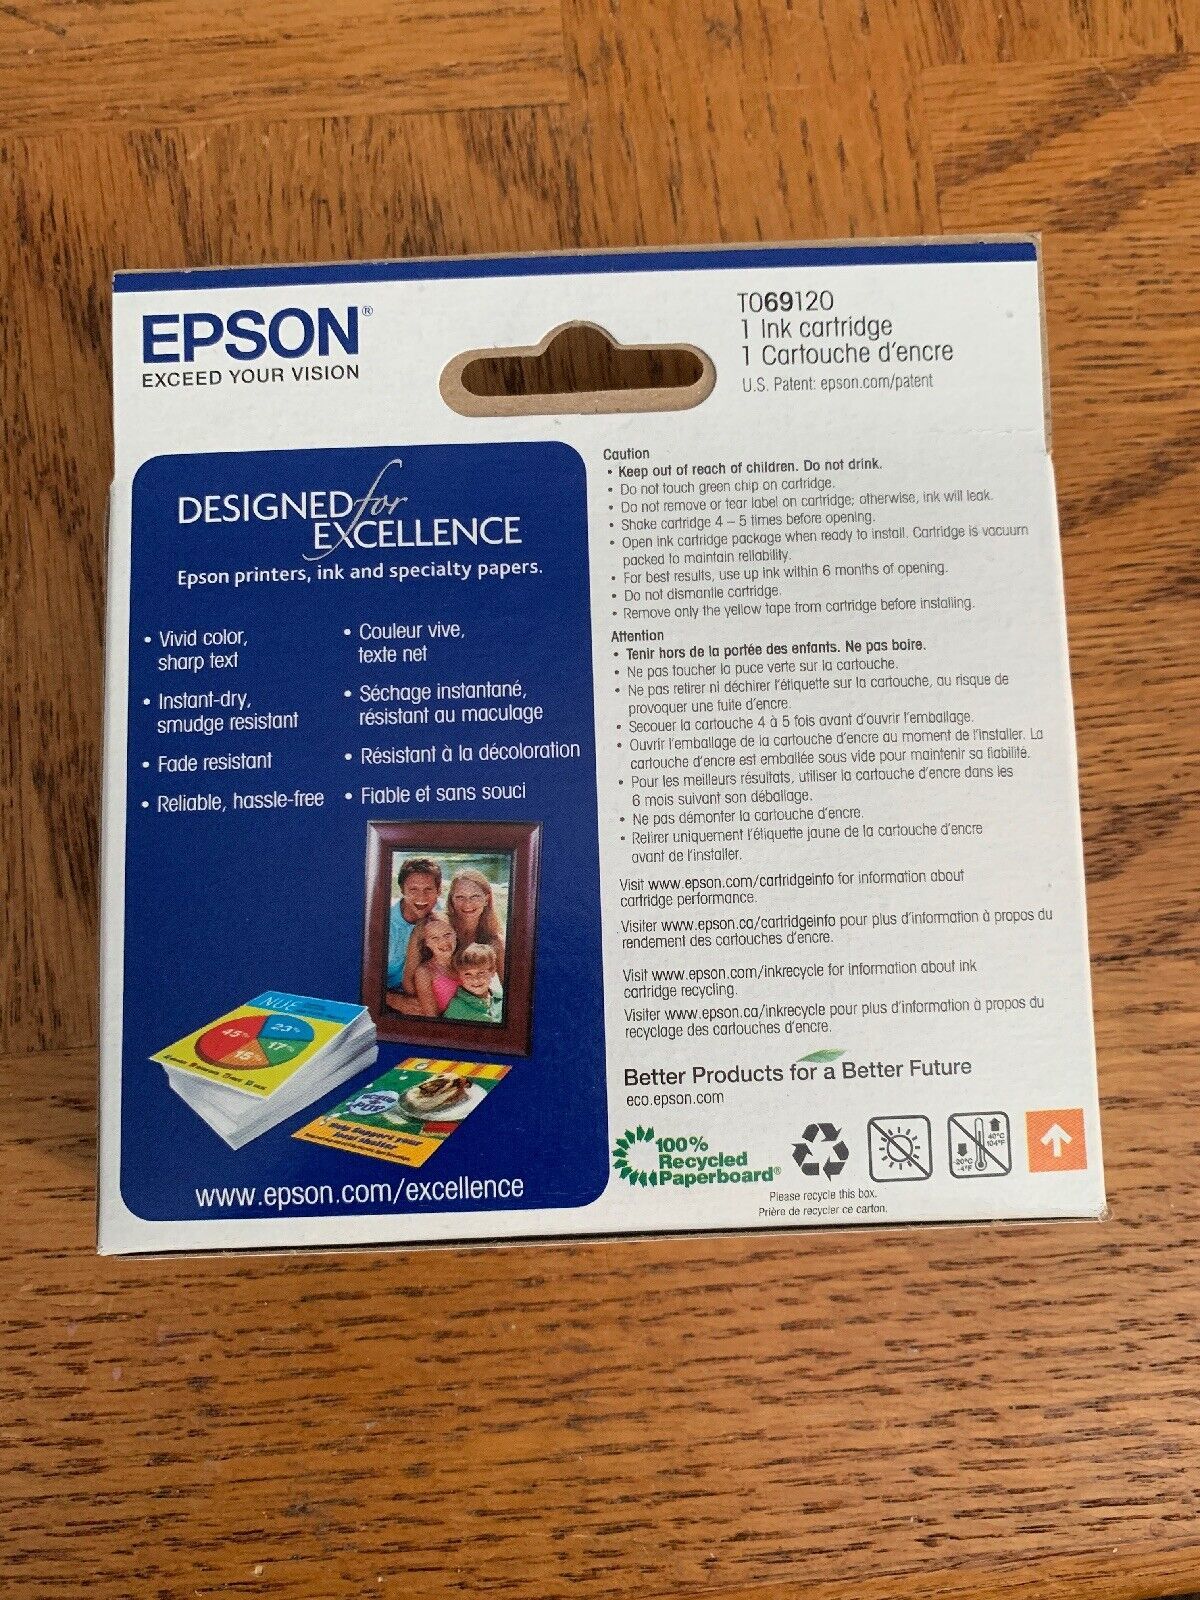 EPSON®
EXCEED YOUR VISION
T069120
1 Ink cartridge
1 Cartouche d'encre
U.S. Patent: epson.com/patent
DESIGNED for
EXCELLENCE
Epson printers, ink and specialty papers.
• Vivid color,
sharp text
• Instant-dry,
smudge resistant
• Fade resistant
• Reliable, hassle-free
• Couleur vive,
texte net
• Séchage instantané,
résistant au maculage
• Résistant à la décoloration
• Fiable et sans souci
NUE
45%
23%
17%
15%
www.epson.com/excellence
Caution
• Keep out of reach of children. Do not drink.
• Do not touch green chip on cartridge.
• Do not remove or tear label on cartridge; otherwise, ink will leak.
• Shake cartridge 4 – 5 times before opening.
• Open ink cartridge package when ready to install. Cartridge is vacuum
packed to maintain reliability.
• For best results, use up ink within 6 months of opening.
• Do not dismantle cartridge.
• Remove only the yellow tape from cartridge before installing.
Attention
• Tenir hors de la portée des enfants. Ne pas boire.
• Ne pas toucher la puce verte sur la cartouche.
• Ne pas retirer ni déchirer l'étiquette sur la cartouche, au risque de
provoquer une fuite d'encre.
• Secouer la cartouche 4 à 5 fois avant d'ouvrir l'emballage.
• Ouvrir l'emballage de la cartouche d'encre au moment de l'installer. La
cartouche d'encre est emballée sous vide pour maintenir sa fiabilité.
• Pour les meilleurs résultats, utiliser la cartouche d'encre dans les
6 mois suivant son déballage.
• Ne pas démonter la cartouche d'encre.
• Retirer uniquement l'étiquette jaune de la cartouche d'encre
avant de l'installer.
Visit www.epson.com/cartridgeinfo for information about
cartridge performance.
Visiter www.epson.ca/cartridgeinfo pour plus d'information à propos du
rendement des cartouches d'encre.
Visit www.epson.com/inkrecycle for information about ink
cartridge recycling.
Visiter www.epson.ca/inkrecycle pour plus d'information à propos du
recyclage des cartouches d'encre.
Better Products for a Better Future
eco.epson.com
100%
Recycled
Paperboard®
-20°C
-4°F
40°C
104°F
Please recycle this box.
Prière de recycler ce carton.